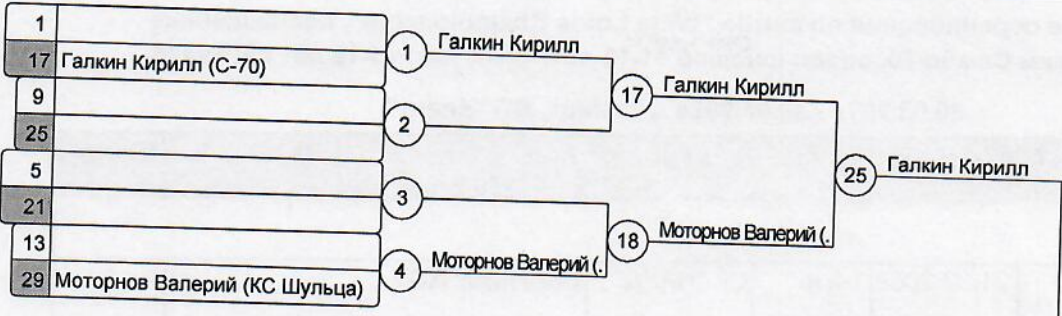 1
17 Галкин Кирилл (С-70)
9
25
5
21
13
29 Моторнов Валерий (КС Шульца)
1 Галкин Кирилл
2
3
4 Моторнов Валерий (.
17 Галкин Кирилл
18 Моторнов Валерий (.
25 Галкин Кирилл